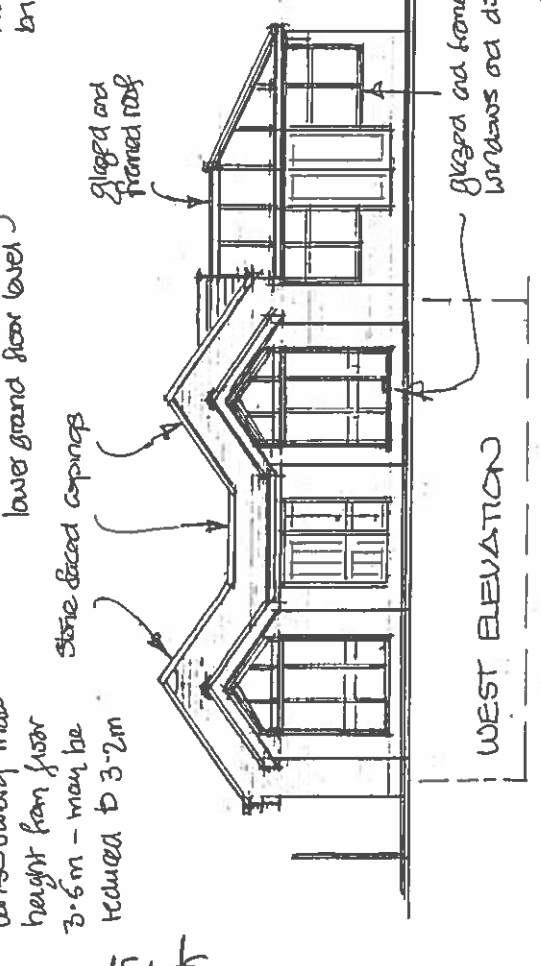 lower ground floor level
height from floor
3.6m - may be
reduced to 3.2m
Stone faced copings
glazed and
framed roof
glazed and
windows and
WEST ELEVATION